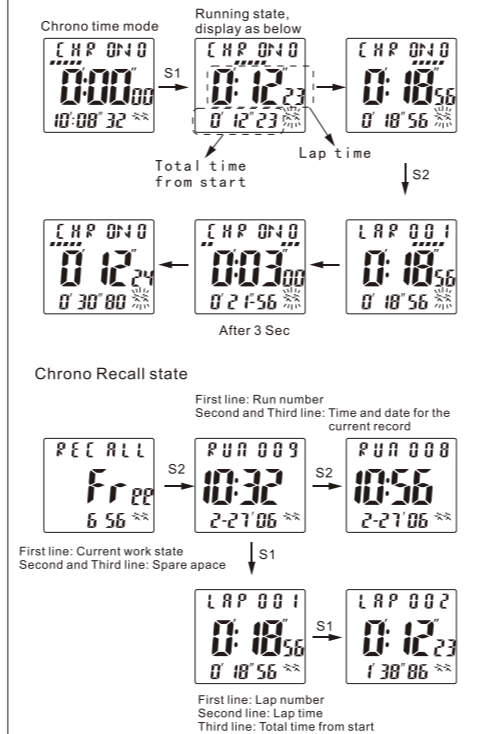 Chrono time mode
Running state,
display as below
CHRONO
0:00"00
10:08"32
S1
CHRONO
0:12"23
0'12"23
CHRONO
0:18"56
0'18"56
Total time
from start
Lap time
S2
CHRONO
0'12"24
0'30"80
CHRONO
0:03"00
0'21"56
LAP 001
0:18"56
0'18"56
After 3 Sec
Chrono Recall state
First line: Run number
Second and Third line: Time and date for the
current record
RECALL
Free
6 56
S2
RUN 009
10:32
2-27'06
S2
RUN 008
10:56
2-27'06
First line: Current work state
Second and Third line: Spare apace
S1
LAP 001
0:18"56
0'18"56
S1
LAP 002
0:12"23
1'38"86
First line: Lap number
Second line: Lap time
Third line: Total time from start